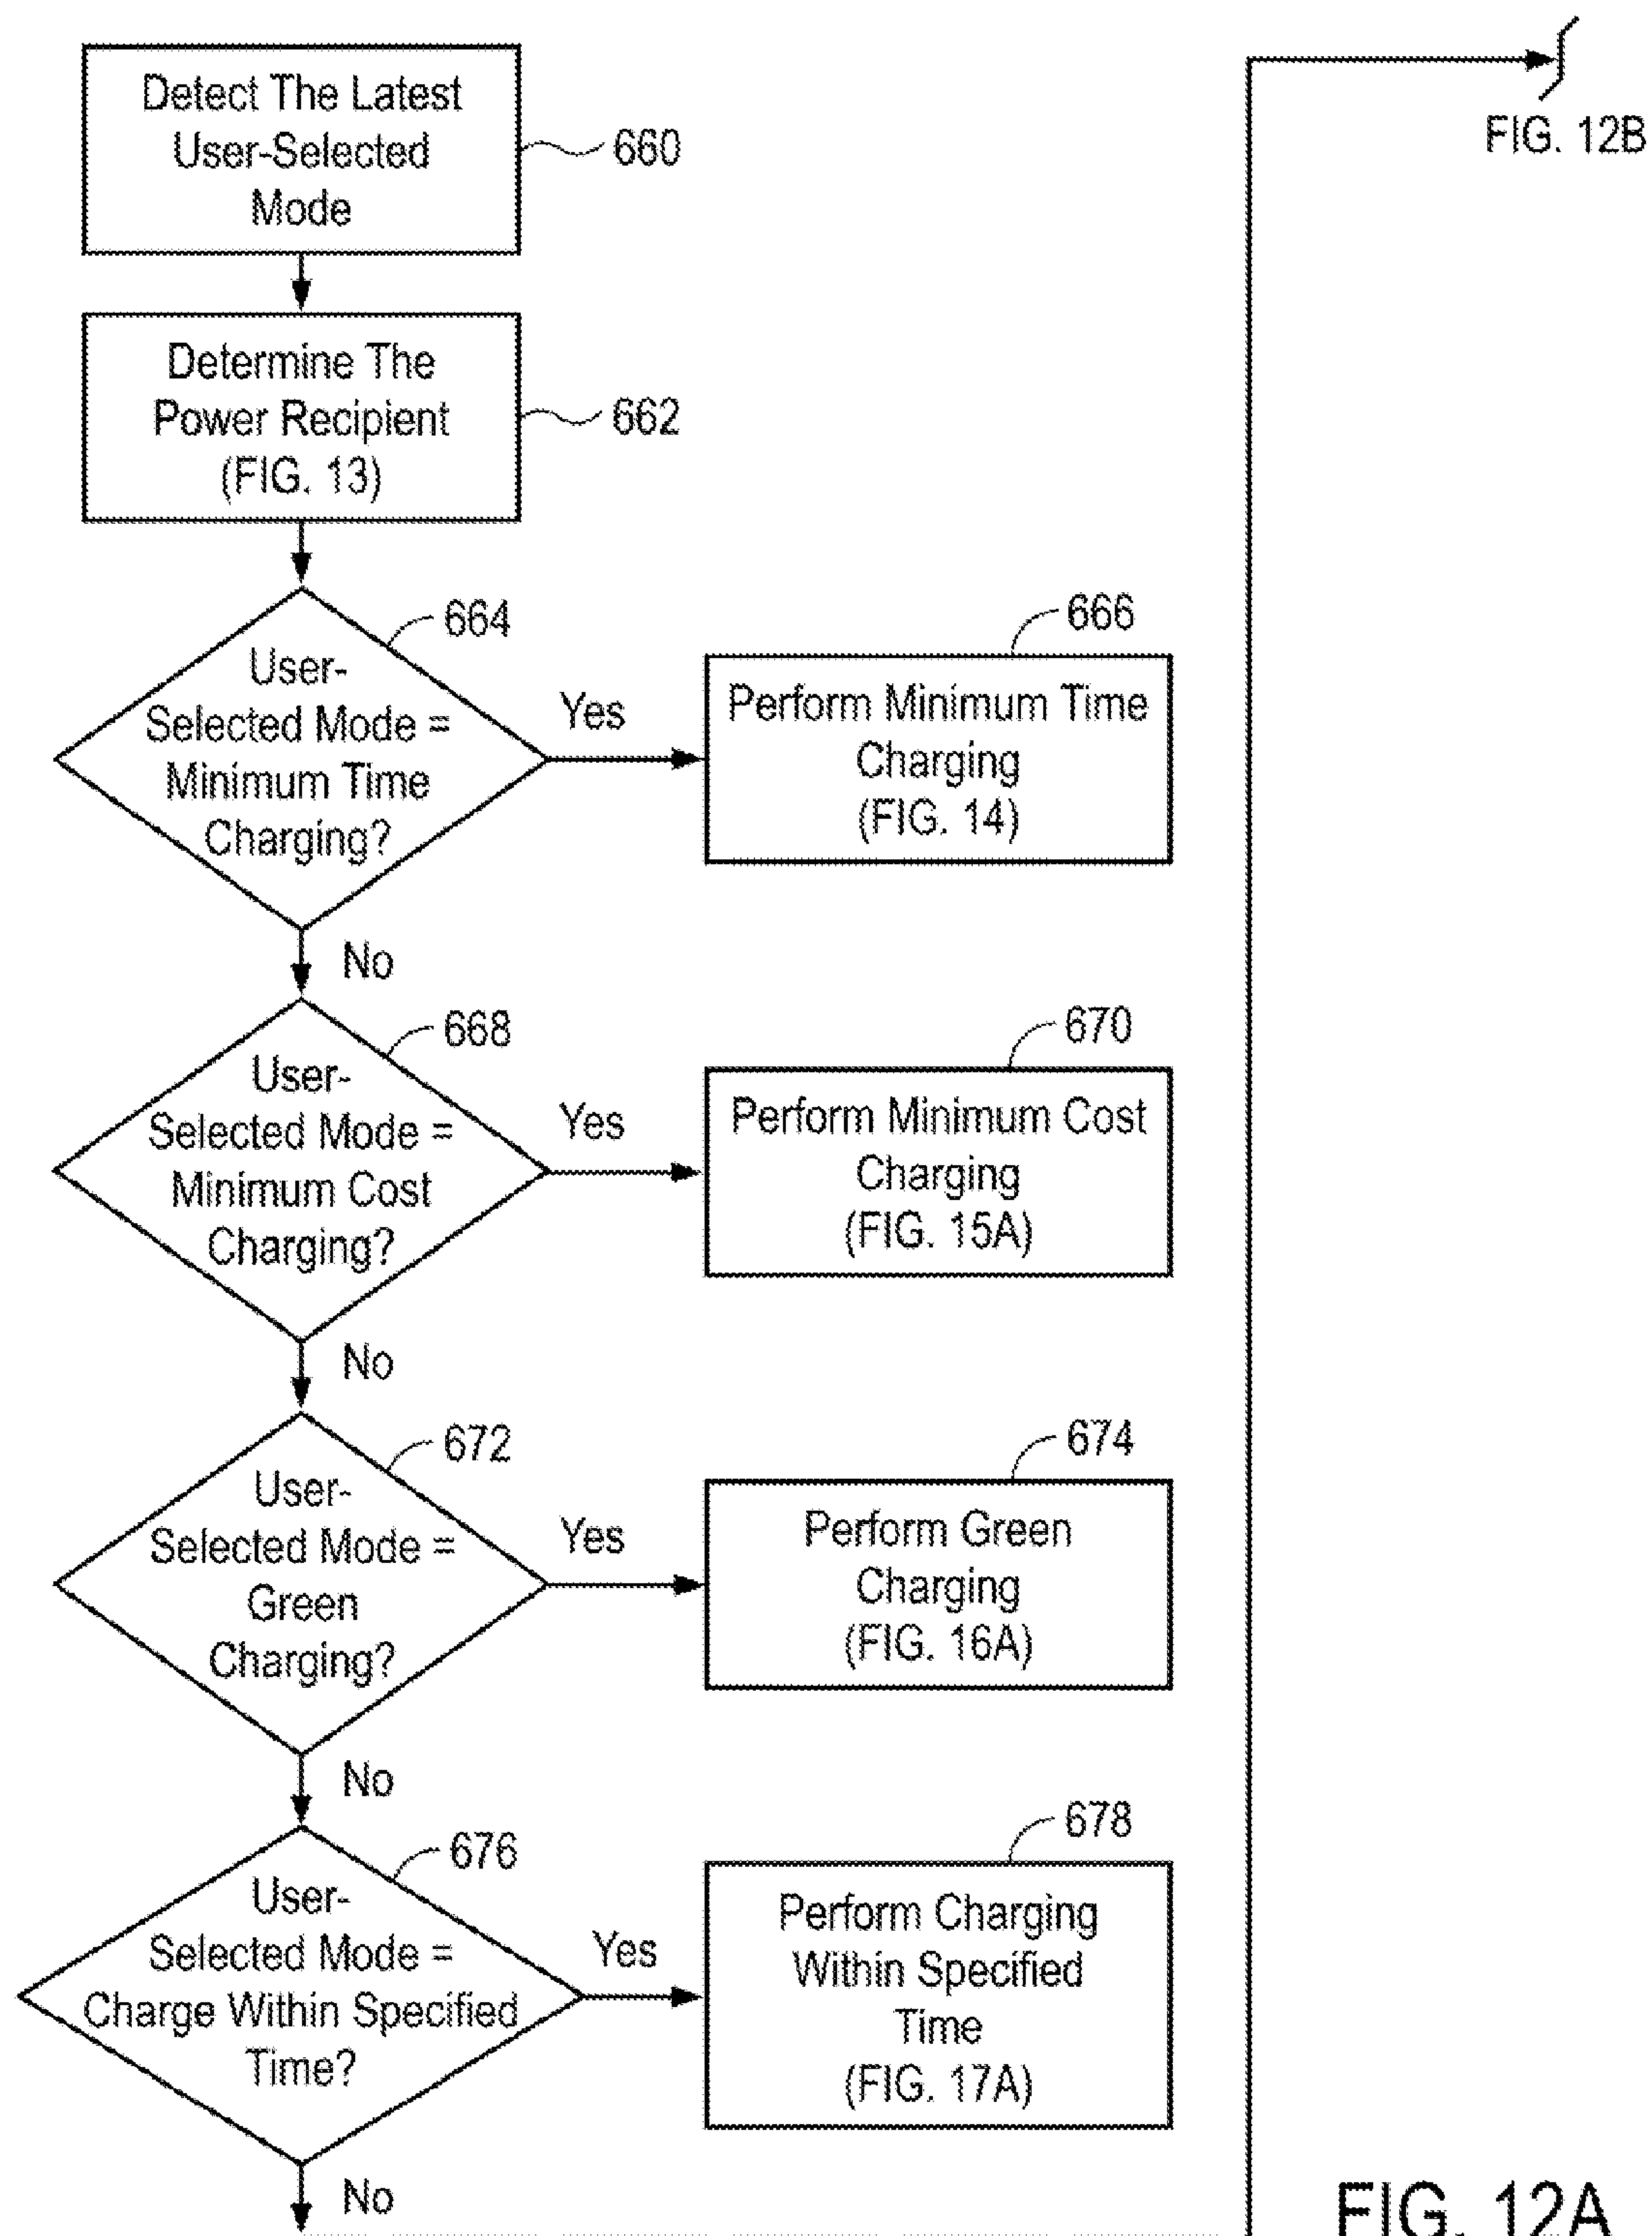 Detect The Latest
User-Selected
Mode
660
FIG. 12B
Determine The
Power Recipient
(FIG. 13)
662
664
User-
Selected Mode =
Minimum Time
Charging?
Yes
666
Perform Minimum Time
Charging
(FIG. 14)
No
668
User-
Selected Mode =
Minimum Cost
Charging?
Yes
670
Perform Minimum Cost
Charging
(FIG. 15A)
No
672
User-
Selected Mode =
Green
Charging?
Yes
674
Perform Green
Charging
(FIG. 16A)
No
676
User-
Selected Mode =
Charge Within Specified
Time?
Yes
678
Perform Charging
Within Specified
Time
(FIG. 17A)
No
FIG. 12A